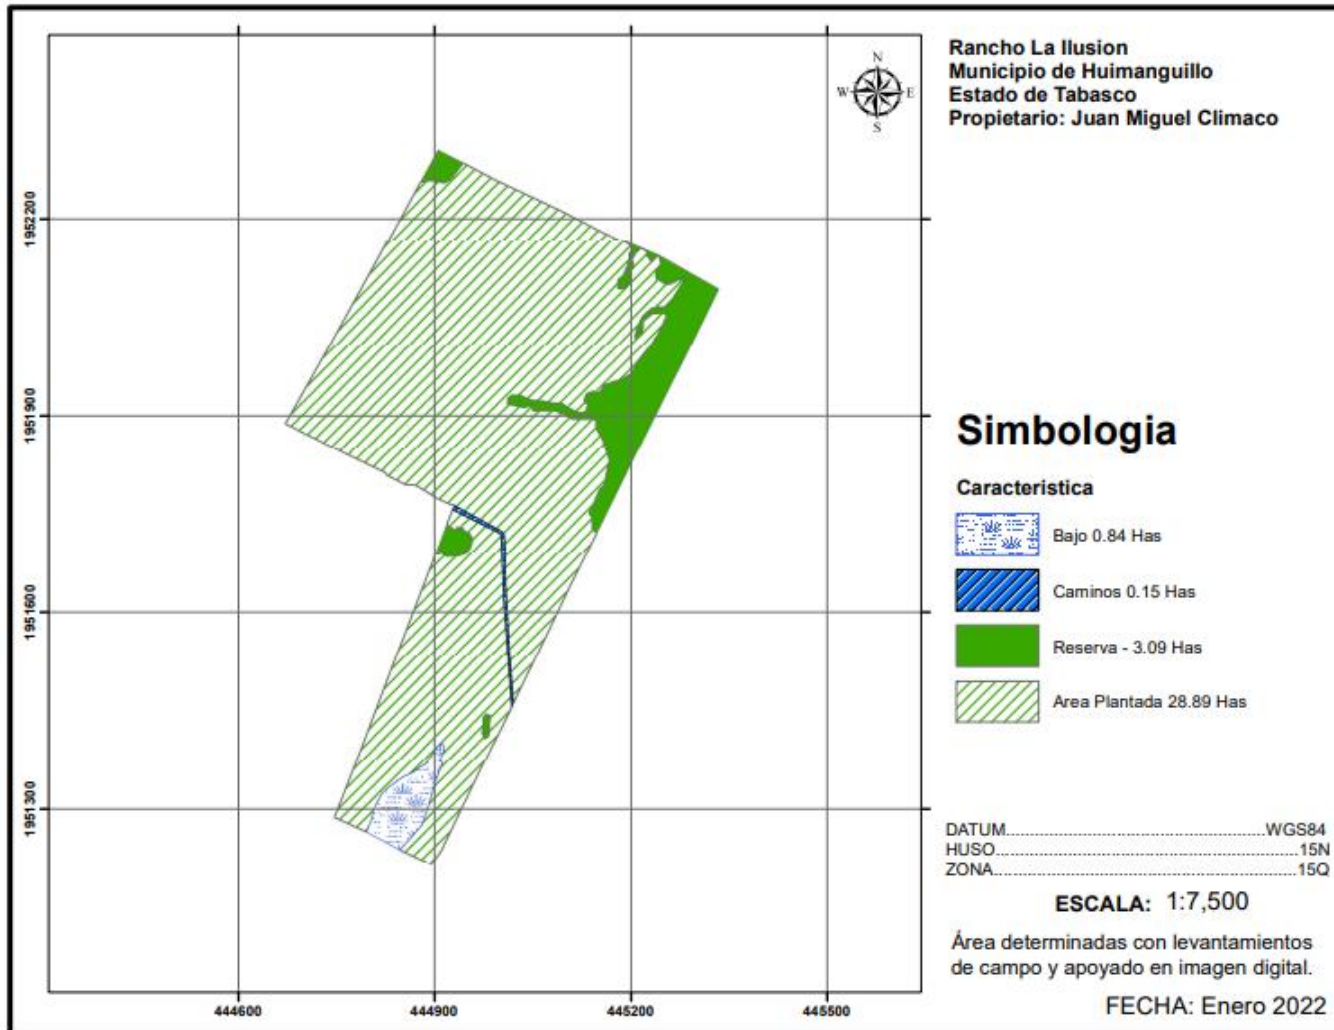 Rancho La Ilusion
Municipio de Huimanguillo
Estado de Tabasco
Propietario: Juan Miguel Climaco
N
W
E
S
1952200
1951900
1951600
1951300
444600
444900
445200
445500
Simbologia
Caracteristica
Bajo 0.84 Has
Caminos 0.15 Has
Reserva - 3.09 Has
Area Plantada 28.89 Has
DATUM..........................................WGS84
HUSO..................................................15N
ZONA..................................................15Q
ESCALA: 1:7,500
Área determinadas con levantamientos
de campo y apoyado en imagen digital.
FECHA: Enero 2022